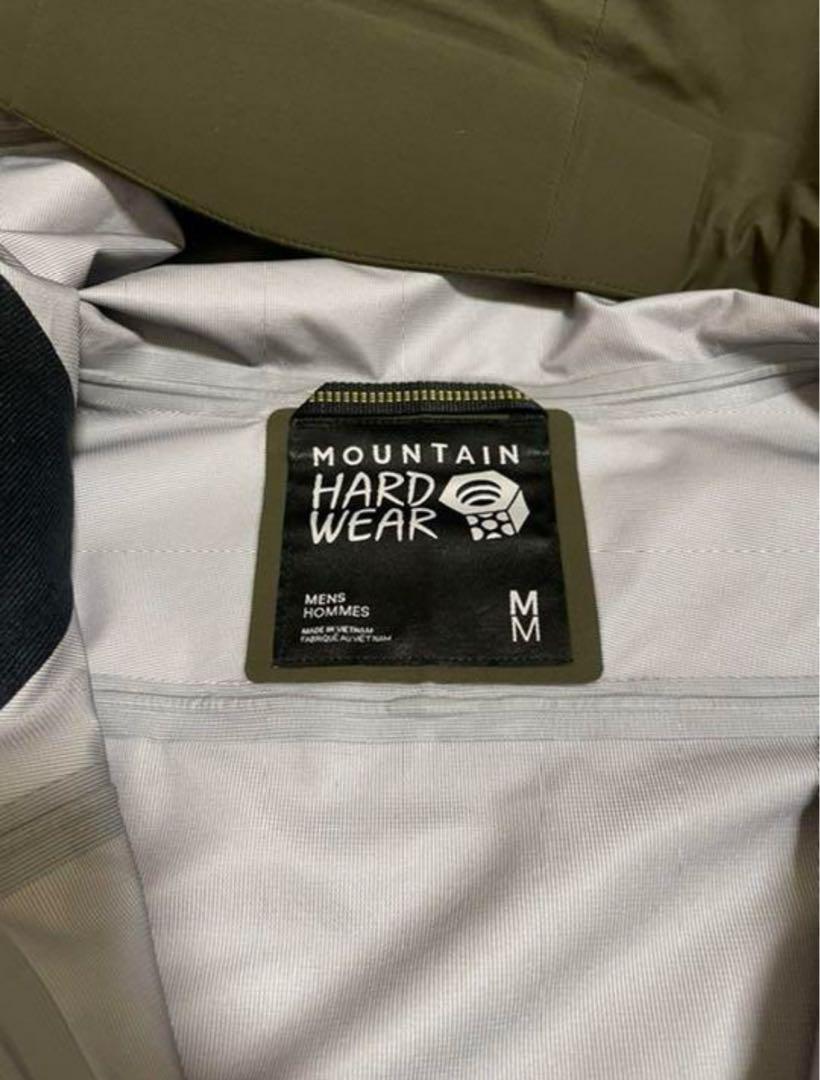 MOUNTAIN
HARD
WEAR
MENS
HOMMES
MADE IN VIETNAM
FABRIQUÉ AU VIETNAM
M
M